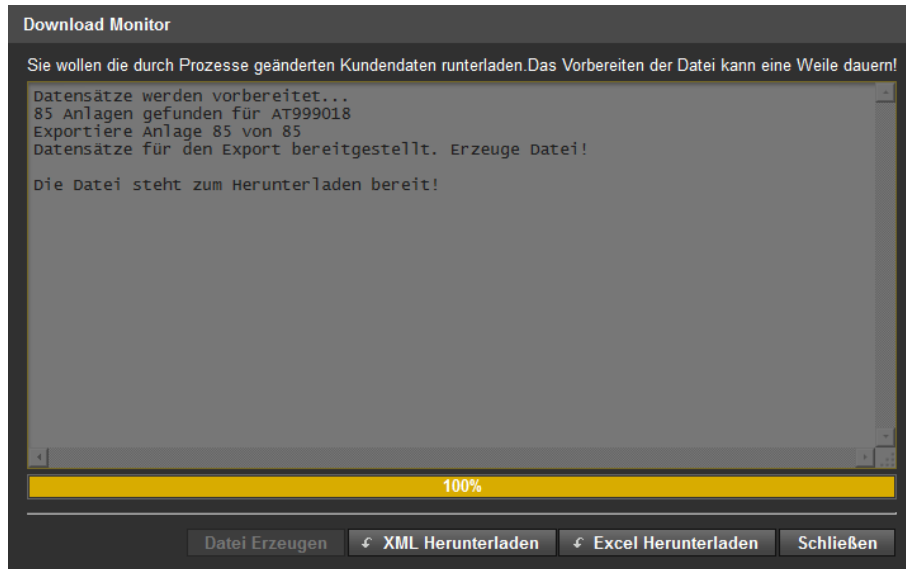 Download Monitor
Sie wollen die durch Prozesse geänderten Kundendaten runterladen.Das Vorbereiten der Datei kann eine Weile dauern!
Datensätze werden vorbereitet...
85 Anlagen gefunden für AT999018
Exportiere Anlage 85 von 85
Datensätze für den Export bereitgestellt. Erzeuge Datei!
Die Datei steht zum Herunterladen bereit!
100%
Datei Erzeugen XML Herunterladen Excel Herunterladen Schließen